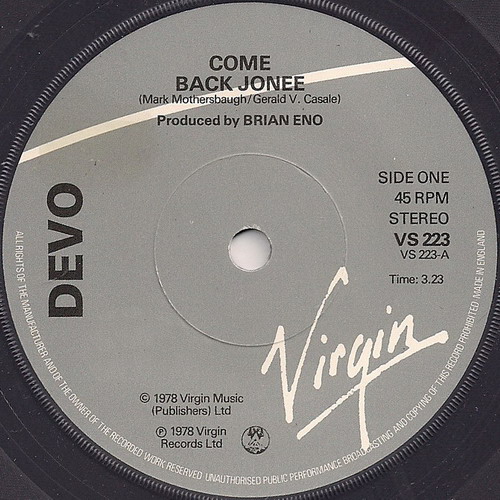 COME
BACK JONEE
(Mark Mothersbaugh/Gerald V. Casale)
Produced by BRIAN ENO
DEVO
SIDE ONE
45 RPM
STEREO
VS 223
VS 223-A
Time: 3.23
Virgin
© 1978 Virgin Music
(Publishers) Ltd
℗ 1978 Virgin
Records Ltd
ALL RIGHTS OF THE MANUFACTURER AND OF THE OWNER OF THE RECORDED WORK RESERVED UNAUTHORISED PUBLIC PERFORMANCE BROADCASTING AND COPYING OF THIS RECORD PROHIBITED MADE IN ENGLAND